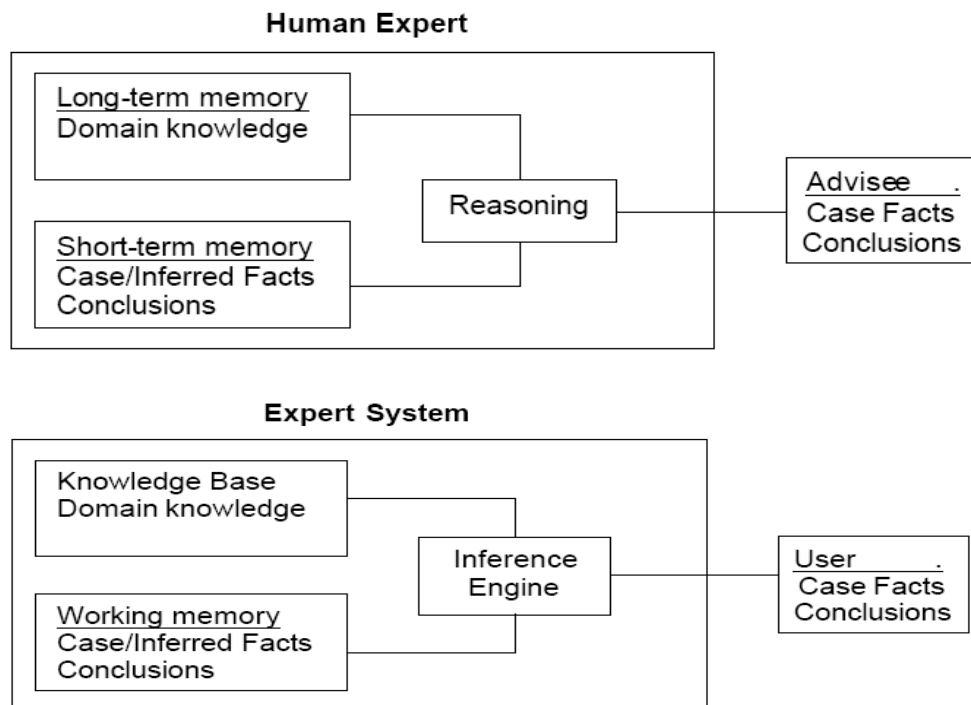 Human Expert
Long-term memory
Domain knowledge
Short-term memory
Case/Inferred Facts
Conclusions
Reasoning
Advisee .
Case Facts
Conclusions
Expert System
Knowledge Base
Domain knowledge
Working memory
Case/Inferred Facts
Conclusions
Inference
Engine
User .
Case Facts
Conclusions